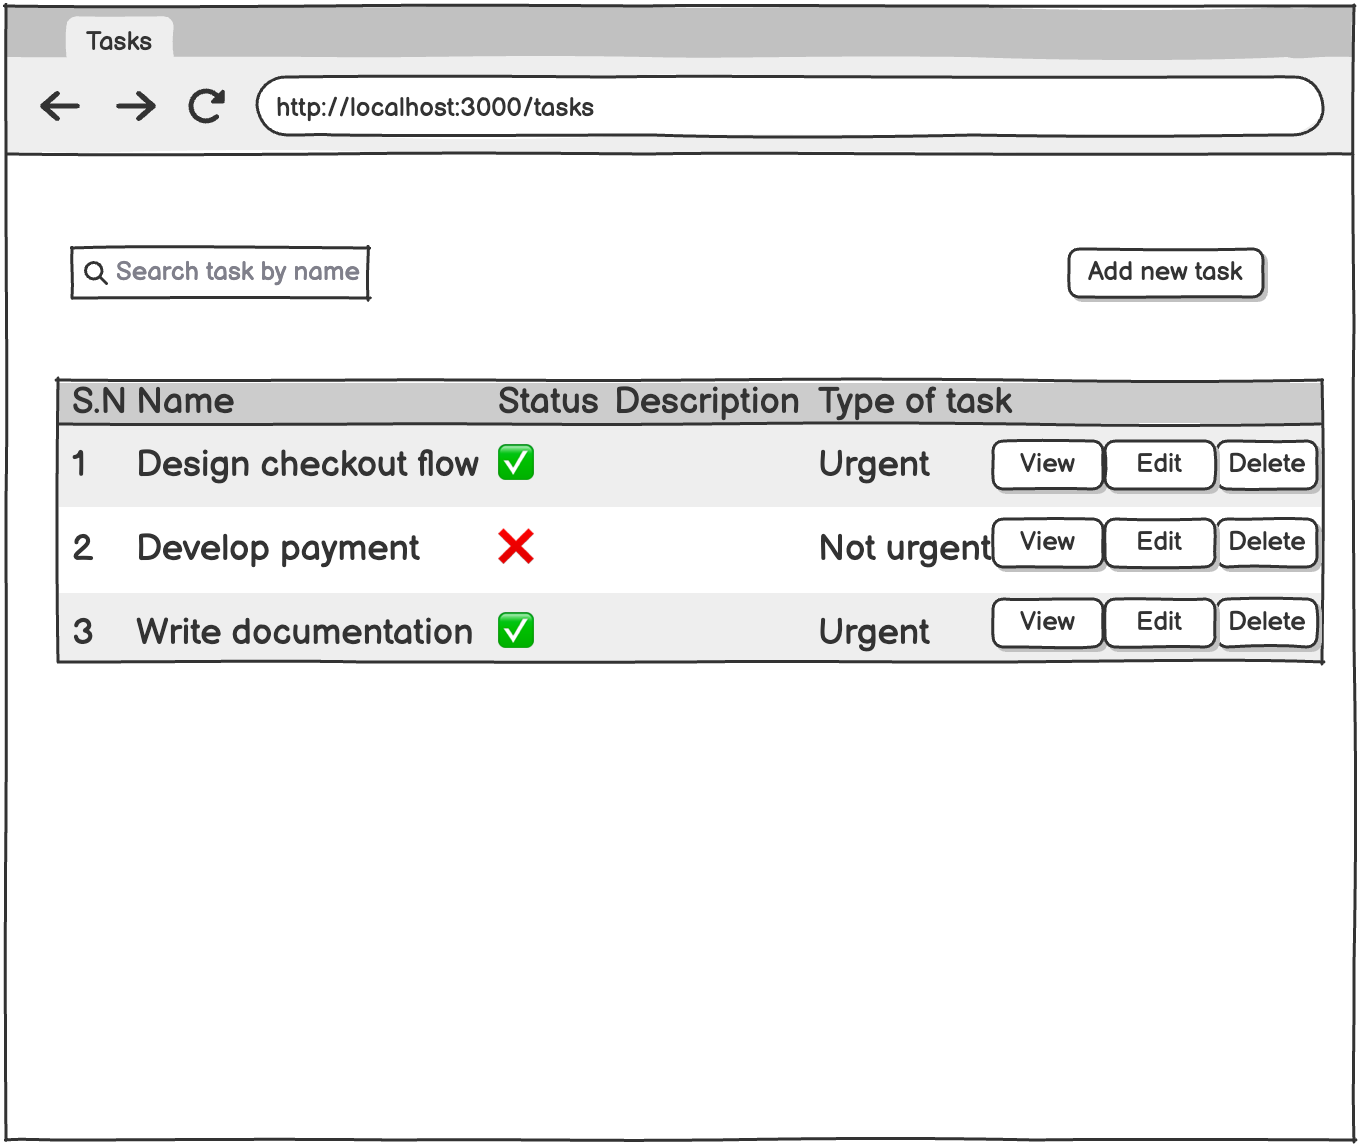 Tasks
http://localhost:3000/tasks
Search task by name
Add new task
S.N Name Status Description Type of task
1 Design checkout flow ✅ Urgent View Edit Delete
2 Develop payment ❌ Not urgent View Edit Delete
3 Write documentation ✅ Urgent View Edit Delete